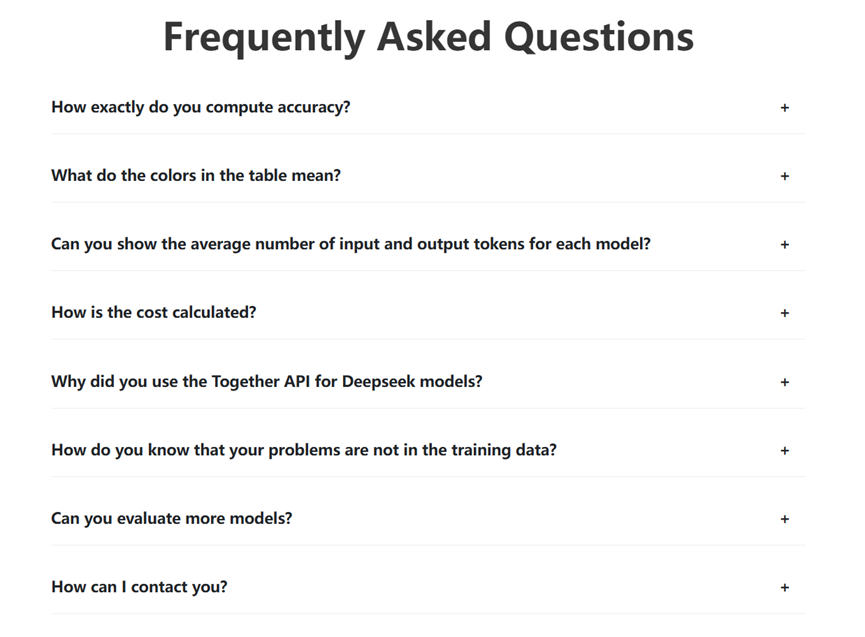 Frequently Asked Questions
How exactly do you compute accuracy? +
What do the colors in the table mean? +
Can you show the average number of input and output tokens for each model? +
How is the cost calculated? +
Why did you use the Together API for Deepseek models? +
How do you know that your problems are not in the training data? +
Can you evaluate more models? +
How can I contact you? +